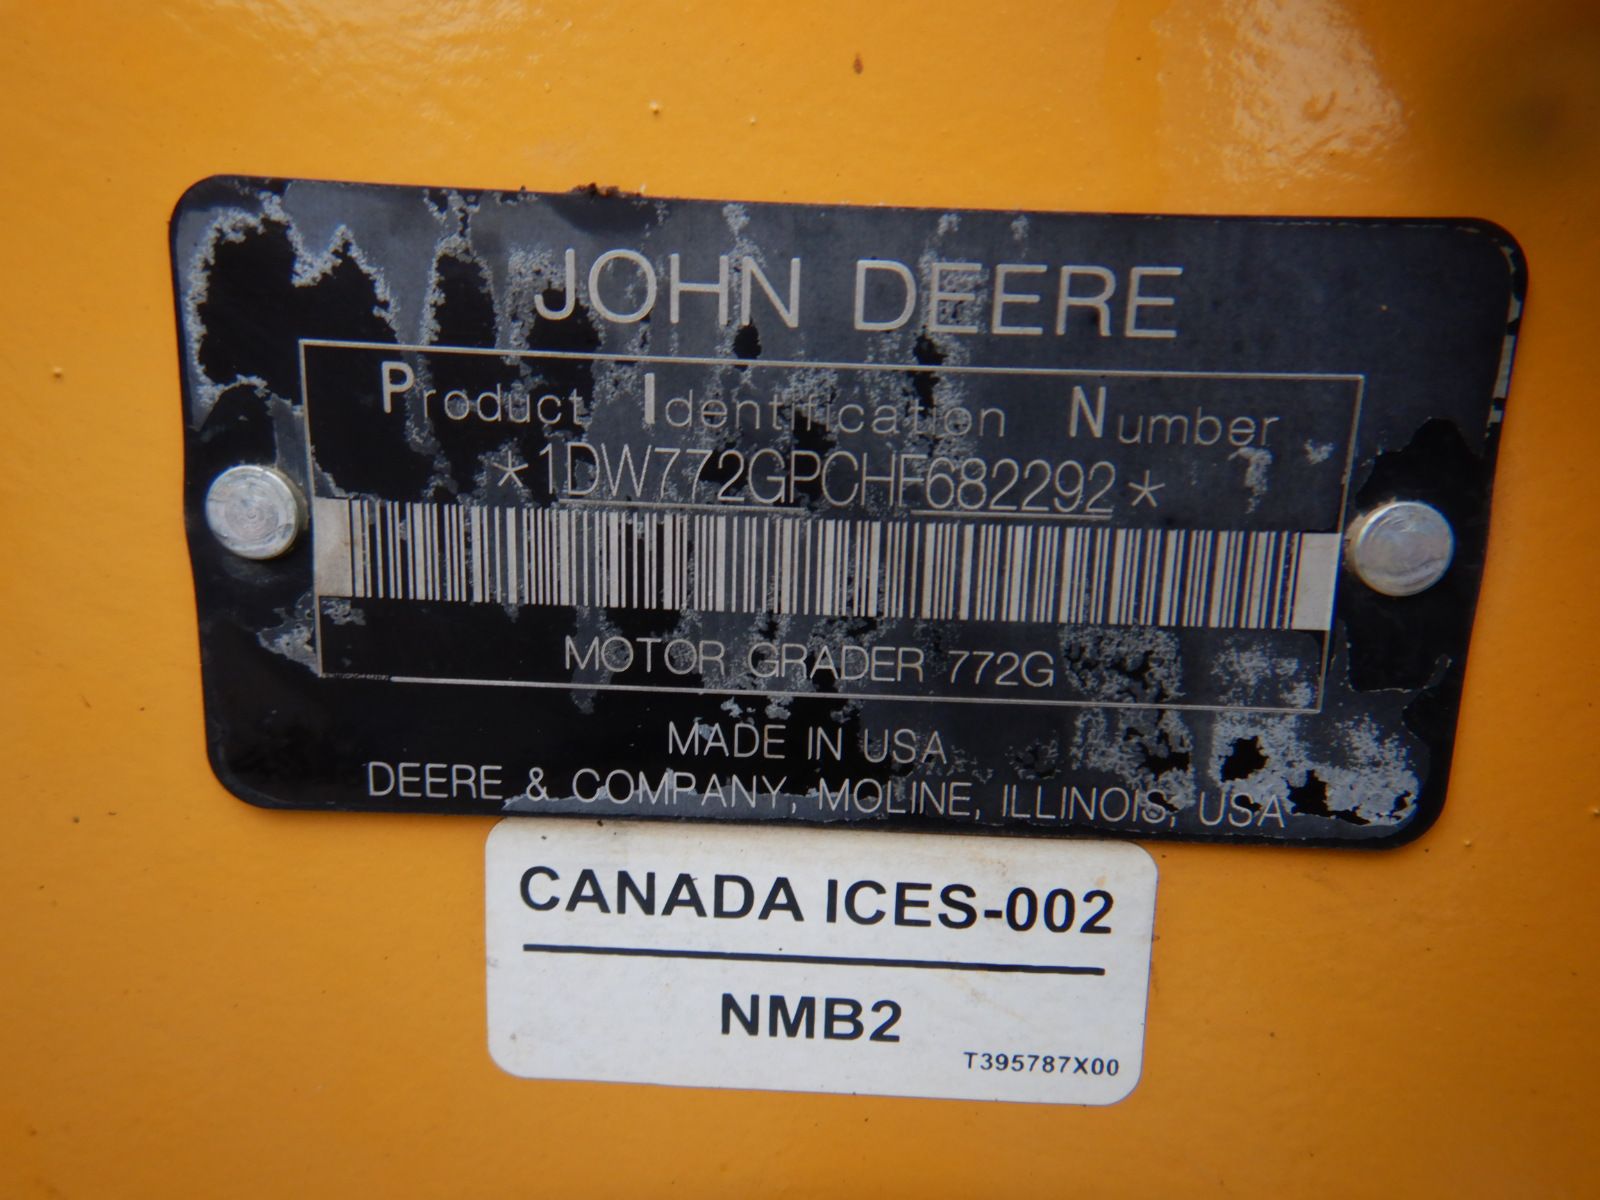 JOHN DEERE
Product Identification Number
*1DW772GPCHF682292*
MOTOR GRADER 772G
1DW772GPCHF682292
MADE IN USA
DEERE & COMPANY, MOLINE, ILLINOIS, USA
CANADA ICES-002
NMB2
T395787X00